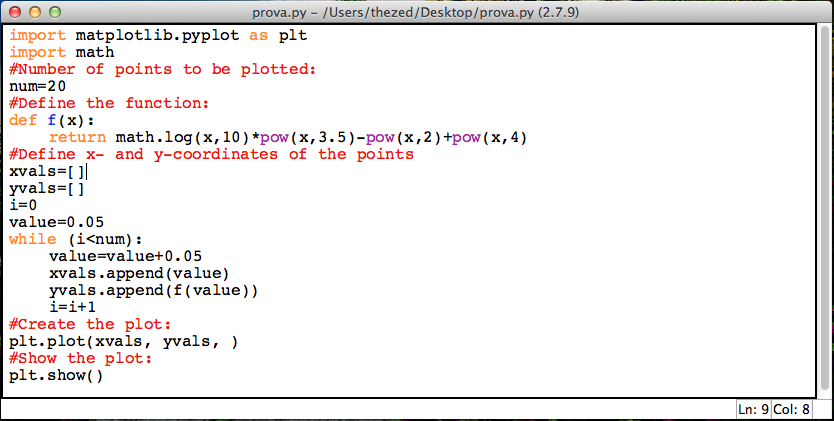 prova.py – /Users/thezed/Desktop/prova.py (2.7.9)
import matplotlib.pyplot as plt
import math
#Number of points to be plotted:
num=20
#Define the function:
def f(x):
    return math.log(x,10)*pow(x,3.5)-pow(x,2)+pow(x,4)
#Define x- and y-coordinates of the points
xvals=[]
yvals=[]
i=0
value=0.05
while (i<num):
    value=value+0.05
    xvals.append(value)
    yvals.append(f(value))
    i=i+1
#Create the plot:
plt.plot(xvals, yvals, )
#Show the plot:
plt.show()
Ln: 9 Col: 8